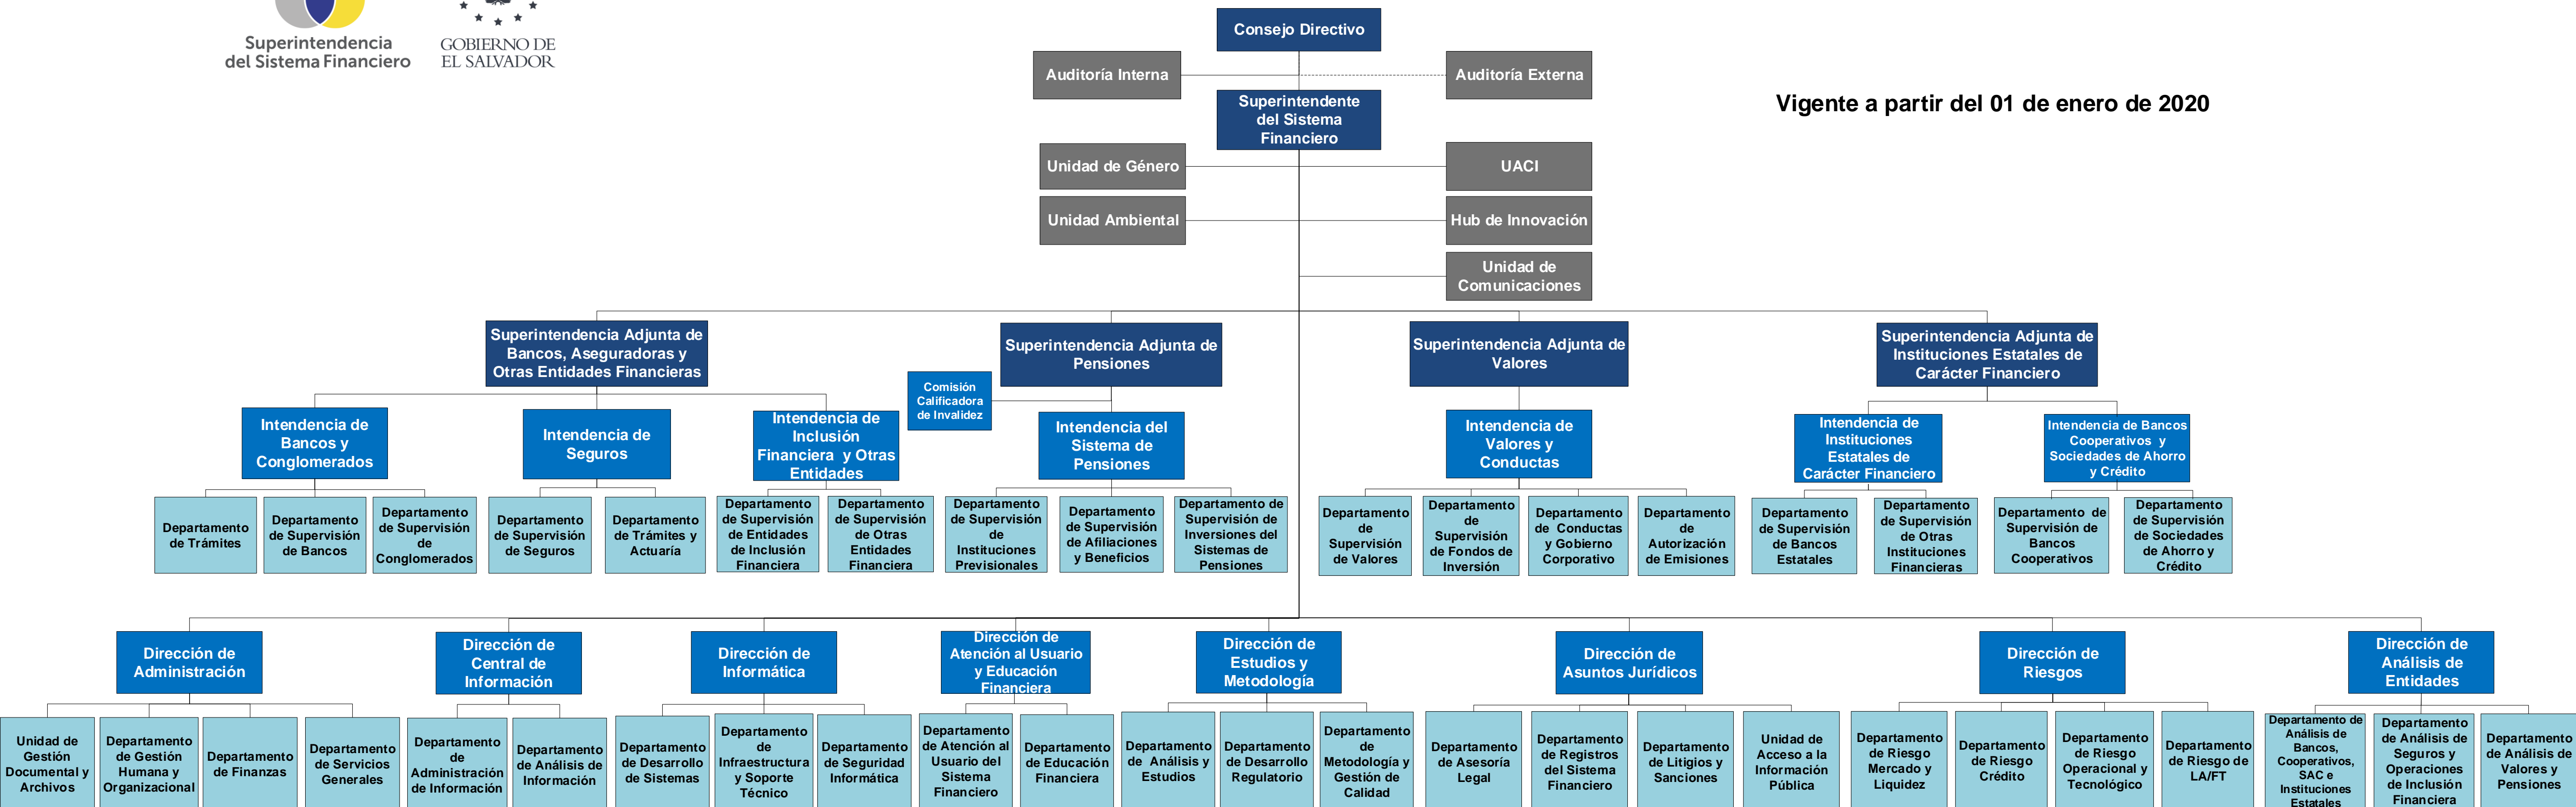 Superintendencia
del Sistema Financiero
GOBIERNO DE
EL SALVADOR
Consejo Directivo
Auditoría Interna
Auditoría Externa
Superintendente
del Sistema
Financiero
Vigente a partir del 01 de enero de 2020
Unidad de Género
UACI
Unidad Ambiental
Hub de Innovación
Unidad de
Comunicaciones
Superintendencia Adjunta de
Bancos, Aseguradoras y
Otras Entidades Financieras
Superintendencia Adjunta de
Pensiones
Superintendencia Adjunta de
Valores
Superintendencia Adjunta de
Instituciones Estatales de
Carácter Financiero
Comisión
Calificadora
de Invalidez
Intendencia de
Bancos y
Conglomerados
Intendencia de
Seguros
Intendencia de
Inclusión
Financiera y Otras
Entidades
Intendencia del
Sistema de
Pensiones
Intendencia de
Valores y
Conductas
Intendencia de
Instituciones
Estatales de
Carácter Financiero
Intendencia de Bancos
Cooperativos y
Sociedades de Ahorro
y Crédito
Departamento
de Trámites
Departamento
de Supervisión
de Bancos
Departamento
de Supervisión
de
Conglomerados
Departamento
de Supervisión
de Seguros
Departamento
de Trámites y
Actuaría
Departamento
de Supervisión
de Entidades
de Inclusión
Financiera
Departamento
de Supervisión
de Otras
Entidades
Financiera
Departamento
de Supervisión
de
Instituciones
Previsionales
Departamento
de Supervisión
de Afiliaciones
y Beneficios
Departamento de
Supervisión de
Inversiones del
Sistemas de
Pensiones
Departamento
de
Supervisión
de Valores
Departamento
de
Supervisión
de Fondos de
Inversión
Departamento
de Conductas
y Gobierno
Corporativo
Departamento
de
Autorización
de Emisiones
Departamento
de Supervisión
de Bancos
Estatales
Departamento
de Supervisión
de Otras
Instituciones
Financieras
Departamento de
Supervisión de
Bancos
Cooperativos
Departamento
de Supervisión
de Sociedades
de Ahorro y
Crédito
Dirección de
Administración
Dirección de
Central de
Información
Dirección de
Informática
Dirección de
Atención al Usuario
y Educación
Financiera
Dirección de
Estudios y
Metodología
Dirección de
Asuntos Jurídicos
Dirección de
Riesgos
Dirección de
Análisis de
Entidades
Unidad de
Gestión
Documental y
Archivos
Departamento
de Gestión
Humana y
Organizacional
Departamento
de Finanzas
Departamento
de Servicios
Generales
Departamento
de
Administración
de Información
Departamento
de Análisis de
Información
Departamento
de Desarrollo
de Sistemas
Departamento
de
Infraestructura
y Soporte
Técnico
Departamento
de Seguridad
Informática
Departamento
de Atención al
Usuario del
Sistema
Financiero
Departamento
de Educación
Financiera
Departamento
de Análisis y
Estudios
Departamento
de Desarrollo
Regulatorio
Departamento
de
Metodología y
Gestión de
Calidad
Departamento
de Asesoría
Legal
Departamento
de Registros
del Sistema
Financiero
Departamento
de Litigios y
Sanciones
Unidad de
Acceso a la
Información
Pública
Departamento
de Riesgo
Mercado y
Liquidez
Departamento
de Riesgo
Crédito
Departamento
de Riesgo
Operacional y
Tecnológico
Departamento
de Riesgo de
LA/FT
Departamento de
Análisis de
Bancos,
Cooperativos,
SAC e
Instituciones
Estatales
Departamento
de Análisis de
Seguros y
Operaciones
de Inclusión
Financiera
Departamento
de Análisis de
Valores y
Pensiones